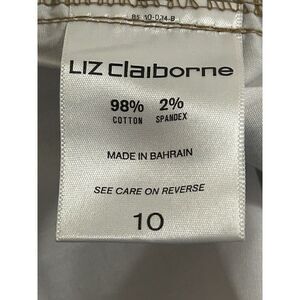 LIZ claiborne
98% 2%
COTTON SPANDEX
MADE IN BAHRAIN
SEE CARE ON REVERSE
10